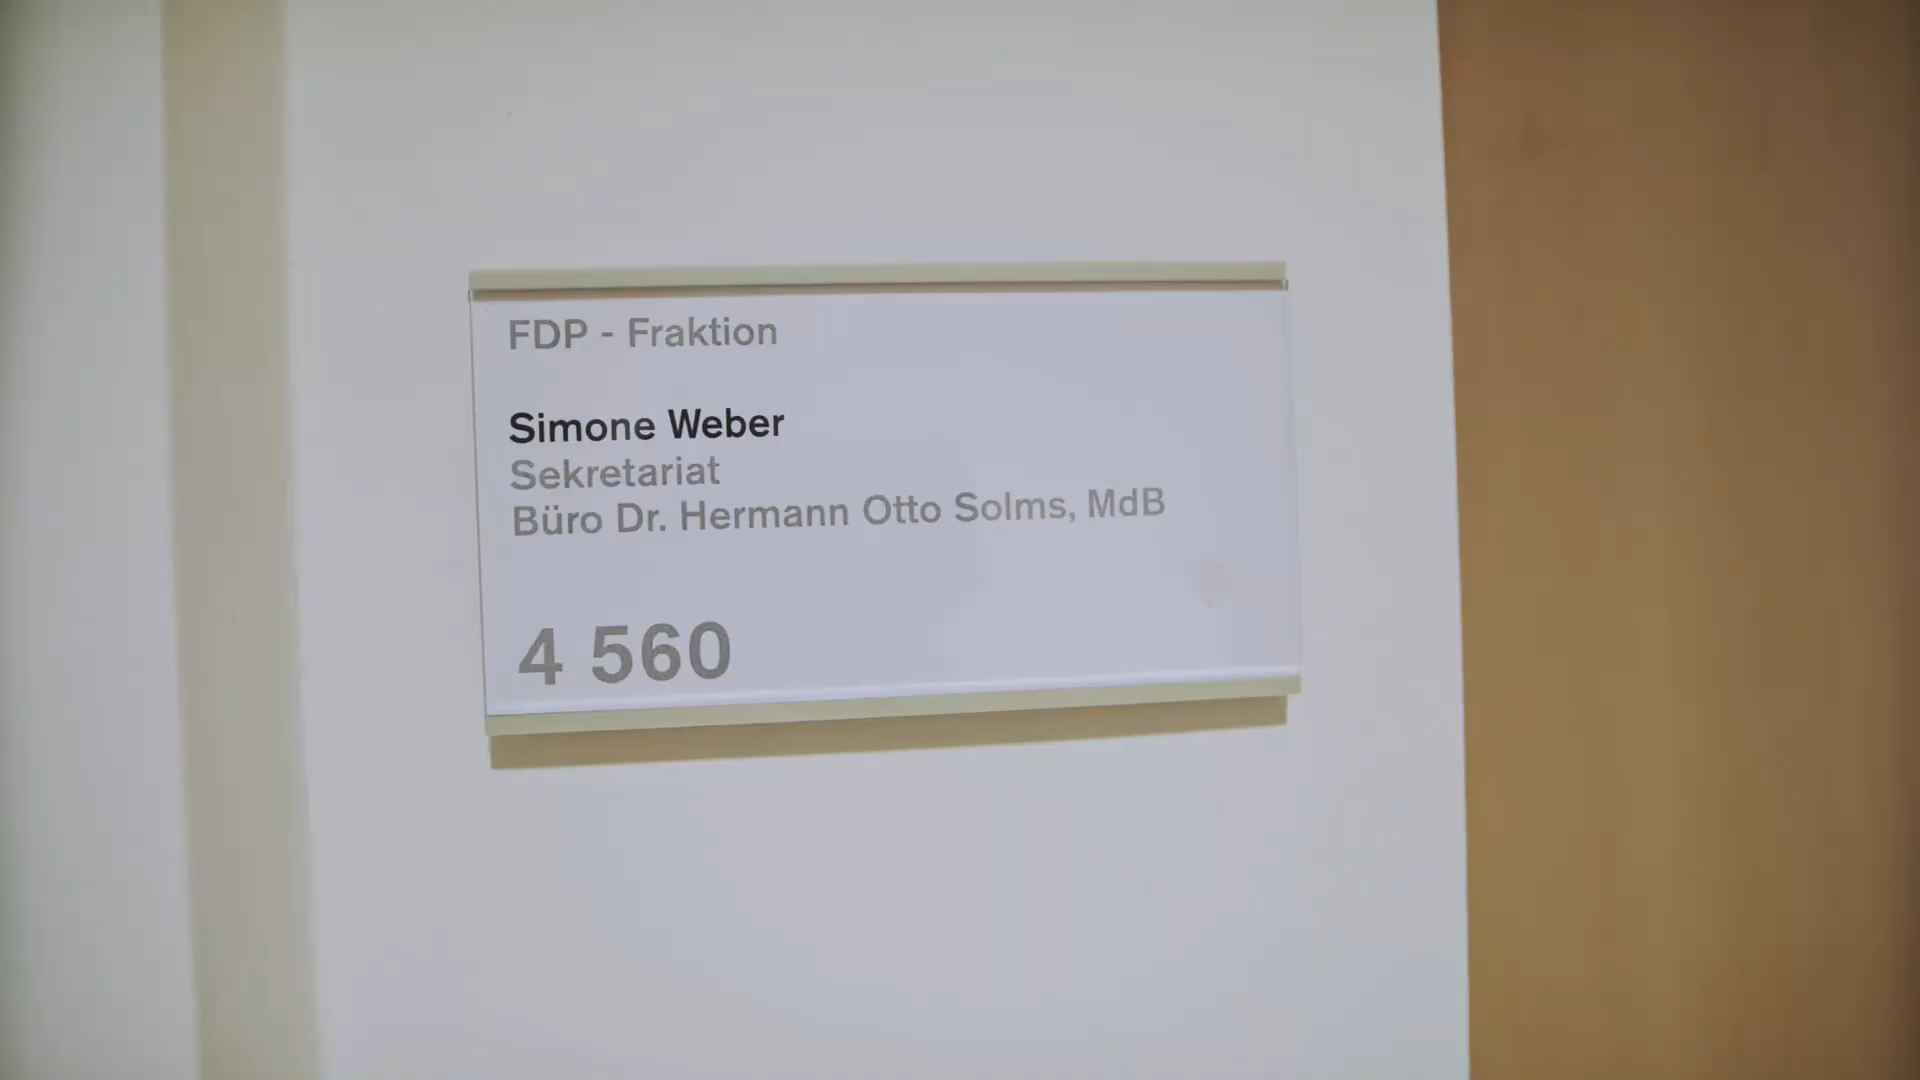 FDP - Fraktion
Simone Weber
Sekretariat
Büro Dr. Hermann Otto Solms, MdB
4 560